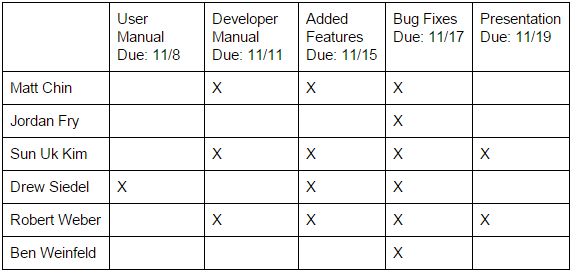 User Manual Due: 11/8 Developer Manual Due: 11/11 Added Features Due: 11/15 Bug Fixes Due: 11/17 Presentation Due: 11/19
Matt Chin X X X
Jordan Fry X
Sun Uk Kim X X X X
Drew Siedel X X X
Robert Weber X X X X
Ben Weinfeld X